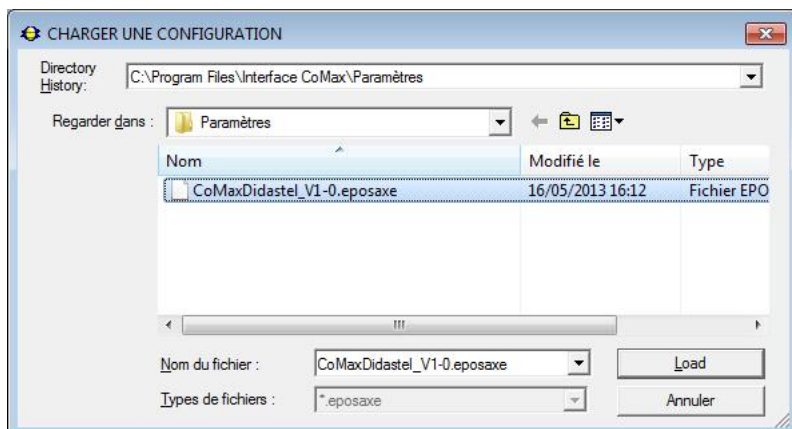 CHARGER UNE CONFIGURATION
Directory History: C:\Program Files\Interface CoMax\Paramètres
Regarder dans : Paramètres
Nom Modifié le Type
CoMaxDidastel_V1-0.eposaxe 16/05/2013 16:12 Fichier EPO
Nom du fichier : CoMaxDidastel_V1-0.eposaxe Load
Types de fichiers : *.eposaxe Annuler